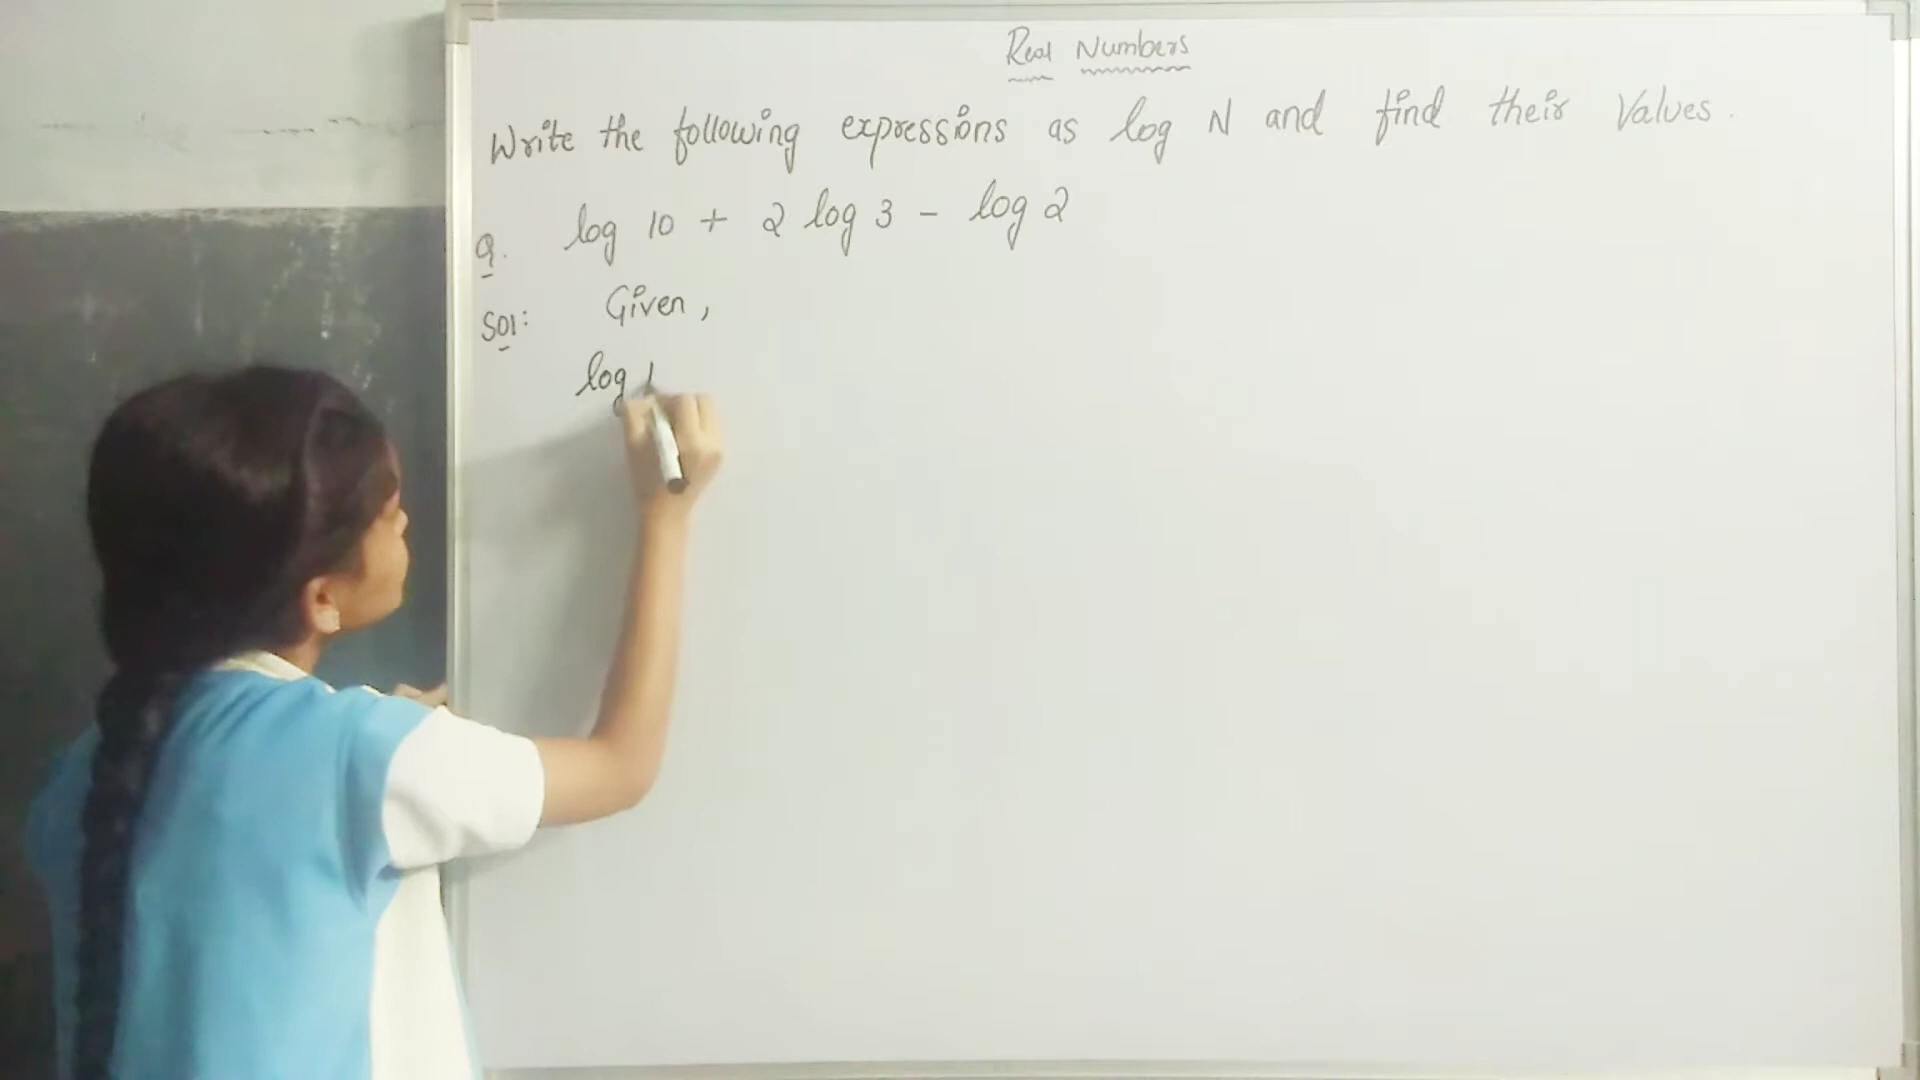 Real Numbers
Write the following expressions as log N and find their Values.
Q. log 10 + 2 log 3 - log 2
Sol: Given,
log 1